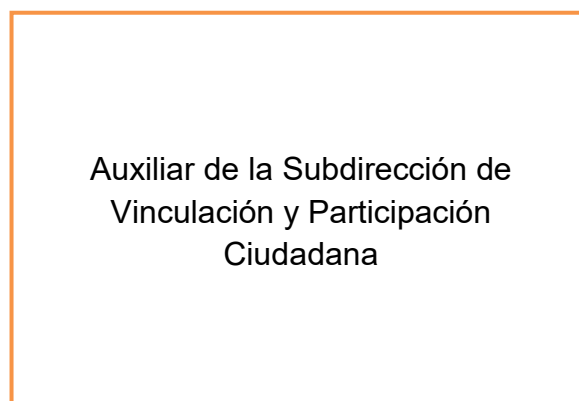 Auxiliar de la Subdirección de
Vinculación y Participación
Ciudadana